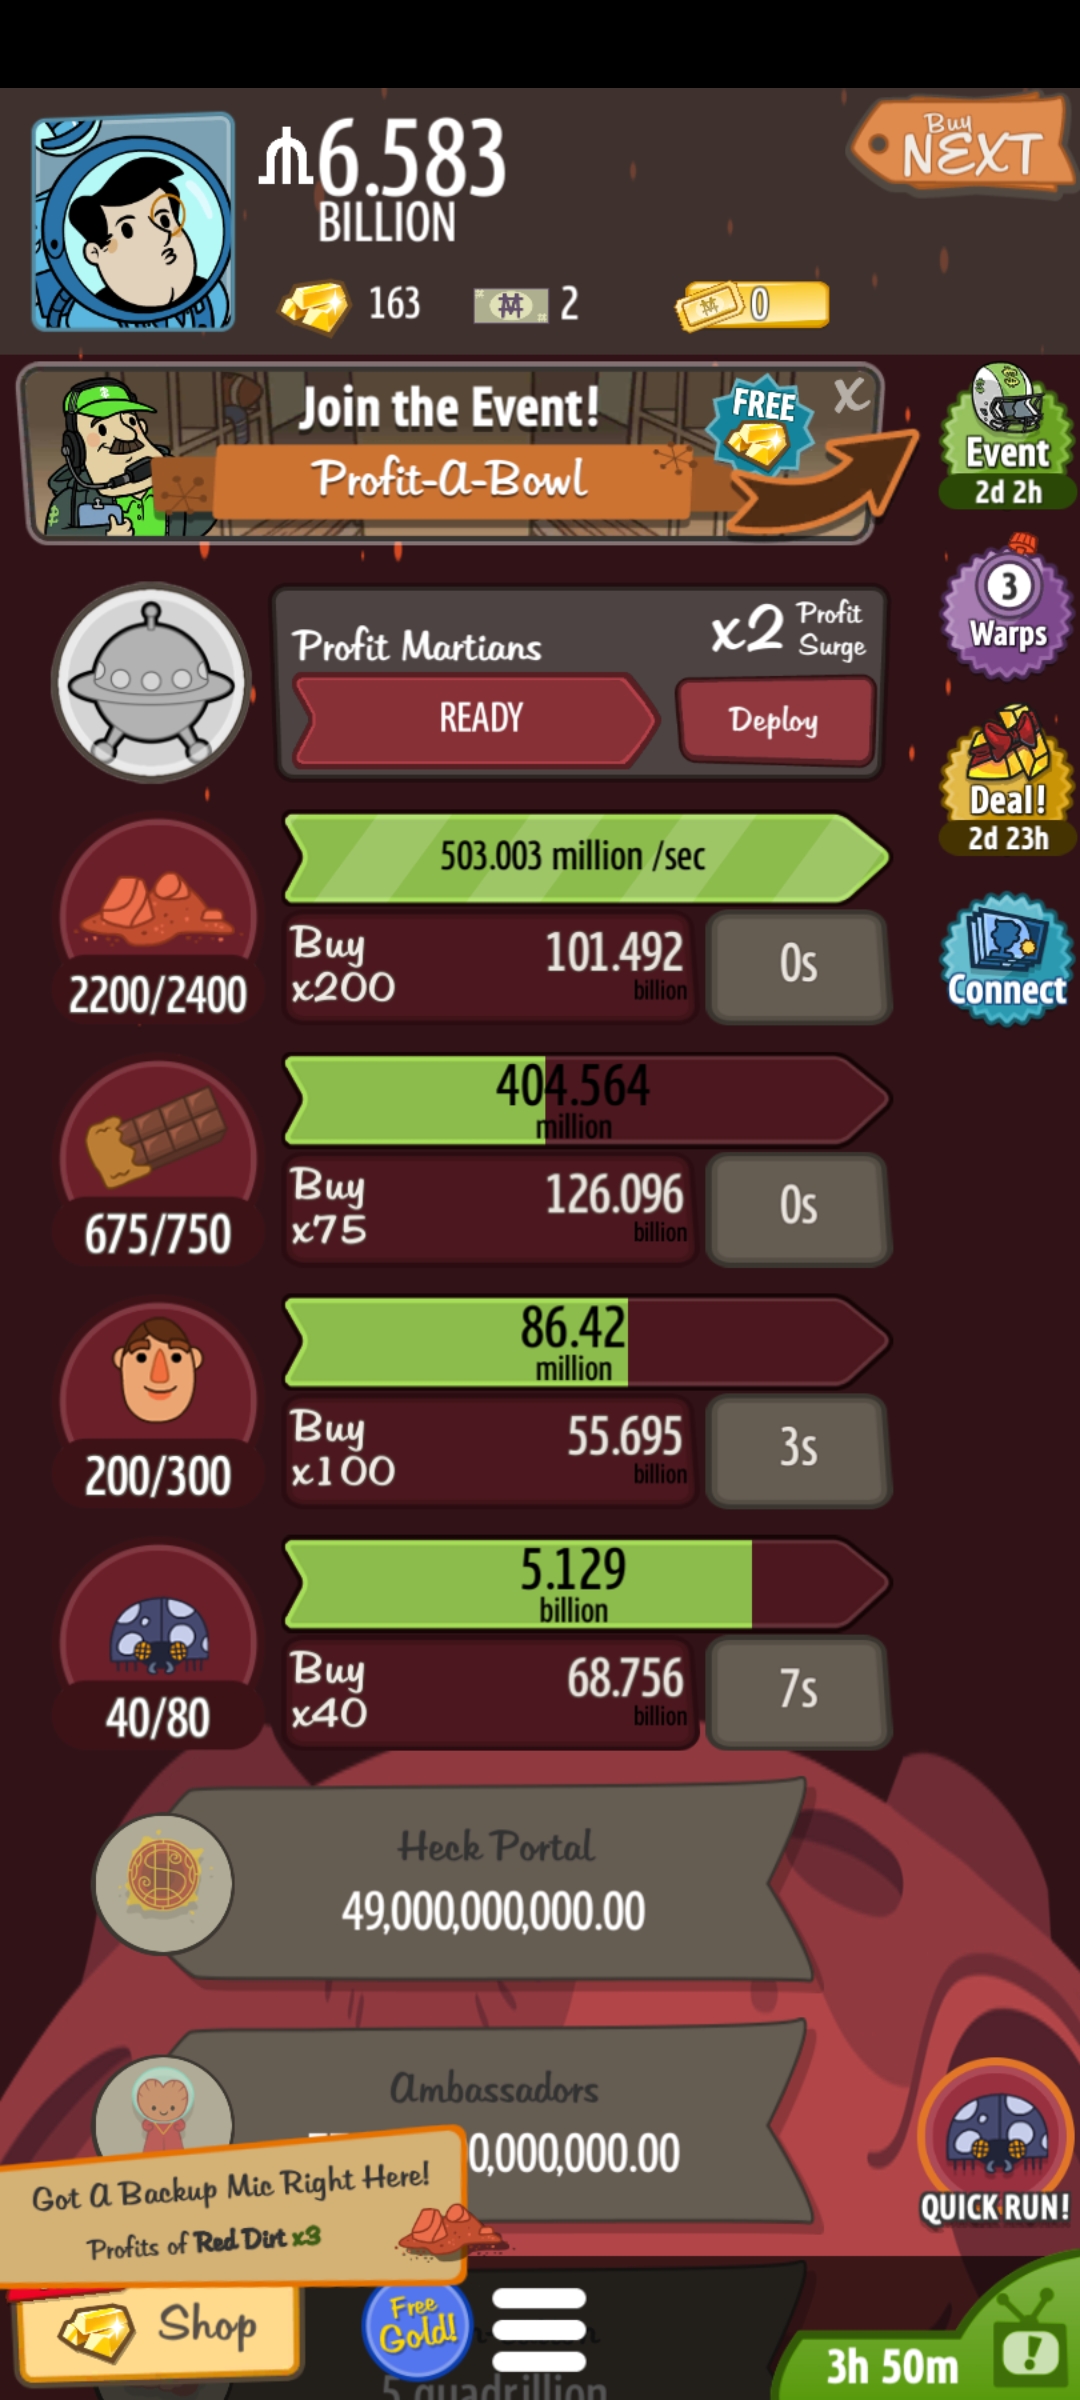 6.583
BILLION
Buy
NEXT
163
2
0
Join the Event!
FREE
X
Profit-A-Bowl
Event
2d 2h
3
Warps
Profit Martians
x2 Profit Surge
READY
Deploy
Deal!
2d 23h
503.003 million /sec
2200/2400
Buy
x200
101.492
billion
0s
Connect
404.564
million
675/750
Buy
x75
126.096
billion
0s
86.42
million
200/300
Buy
x100
55.695
billion
3s
5.129
billion
40/80
Buy
x40
68.756
billion
7s
Heck Portal
49,000,000,000.00
Ambassadors
0,000,000.00
Got A Backup Mic Right Here!
Profits of Red Dirt x3
QUICK RUN!
Shop
Free
Gold!
3h 50m
5 quadrillion